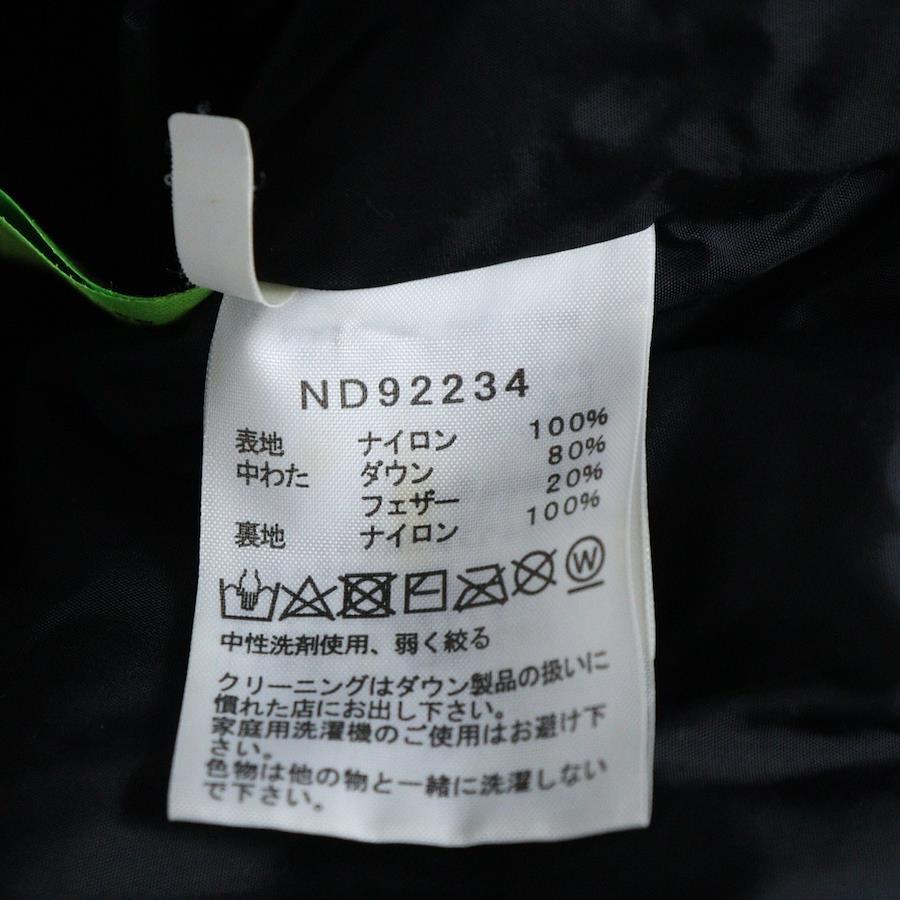 ND92234
表地 ナイロン 100%
中わた ダウン 80%
フェザー 20%
裏地 ナイロン 100%
W
中性洗剤使用、弱く絞る
クリーニングはダウン製品の扱いに
慣れた店にお出し下さい。
家庭用洗濯機のご使用はお避け下
さい。
色物は他の物と一緒に洗濯しない
で下さい。